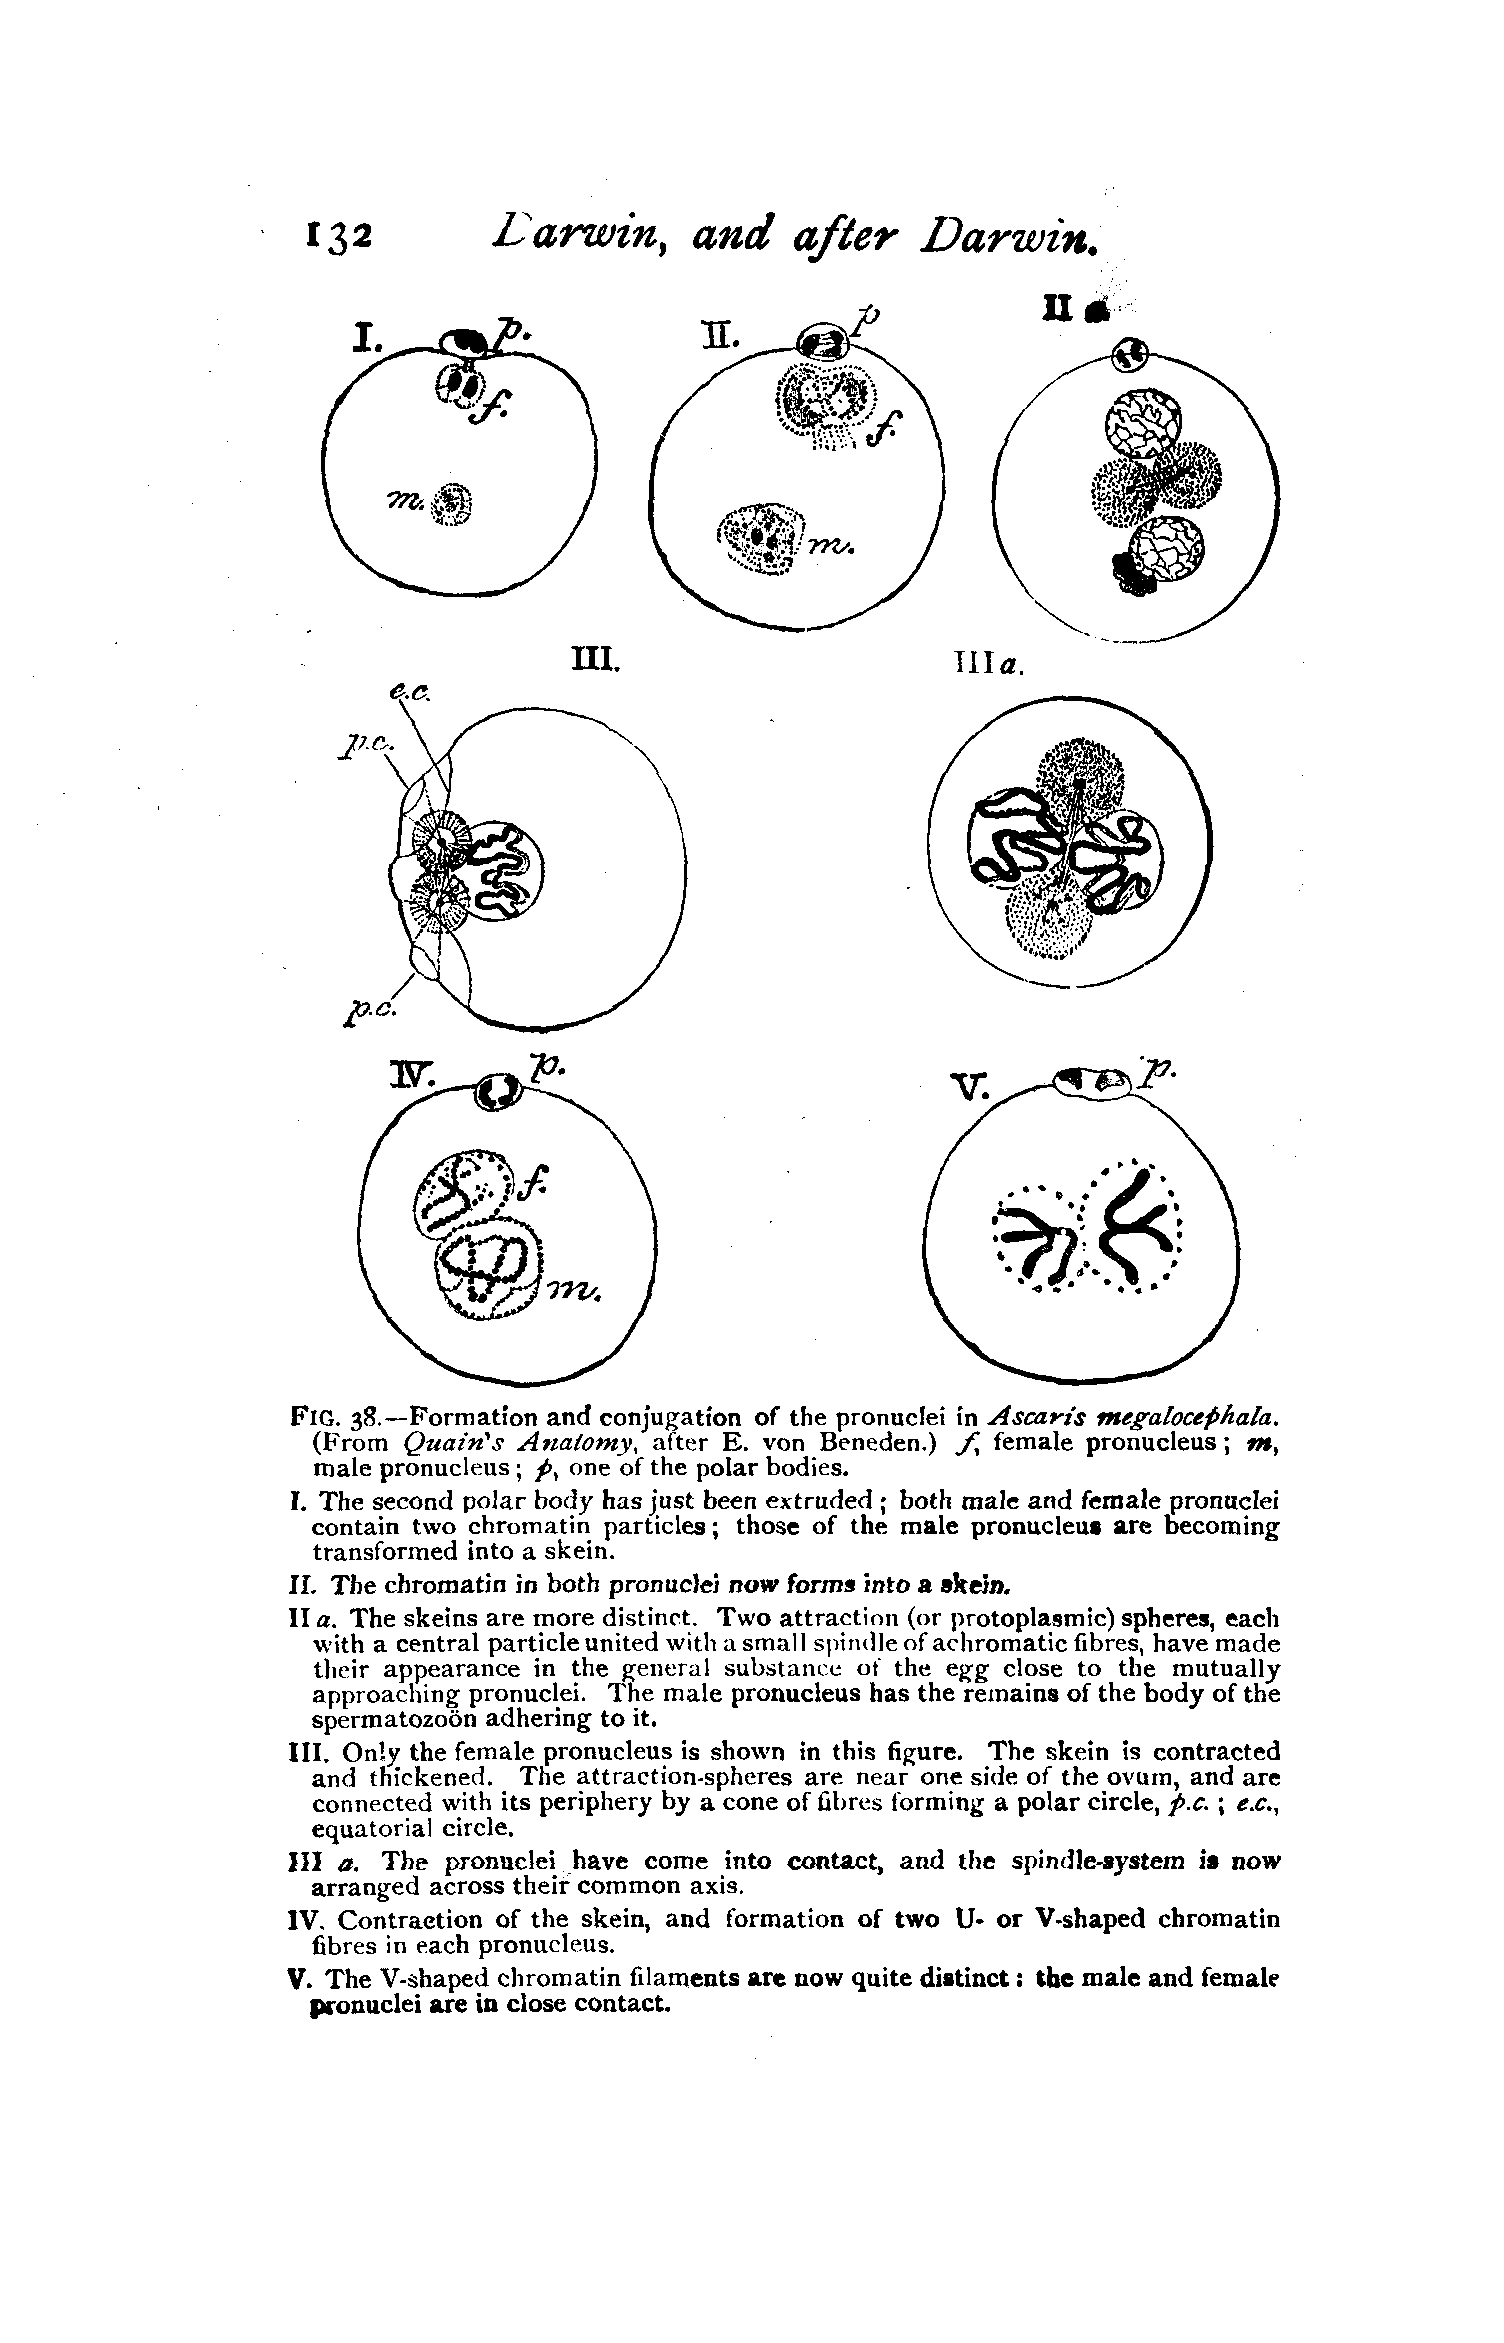 132 Darwin, and after Darwin.
I. p. II. p II a
f. f.
m. m.
III. III a.
e.c.
p.c.
p.c.
IV. p. V. p.
f.
m.
FIG. 38.—Formation and conjugation of the pronuclei in Ascaris megalocephala.
(From Quain's Anatomy, after E. von Beneden.) f, female pronucleus; m,
male pronucleus; p, one of the polar bodies.
I. The second polar body has just been extruded; both male and female pronuclei
contain two chromatin particles; those of the male pronucleus are becoming
transformed into a skein.
II. The chromatin in both pronuclei now forms into a skein.
II a. The skeins are more distinct. Two attraction (or protoplasmic) spheres, each
with a central particle united with a small spindle of achromatic fibres, have made
their appearance in the general substance of the egg close to the mutually
approaching pronuclei. The male pronucleus has the remains of the body of the
spermatozoön adhering to it.
III. Only the female pronucleus is shown in this figure. The skein is contracted
and thickened. The attraction-spheres are near one side of the ovum, and are
connected with its periphery by a cone of fibres forming a polar circle, p.c.; e.c.,
equatorial circle.
III a. The pronuclei have come into contact, and the spindle-system is now
arranged across their common axis.
IV. Contraction of the skein, and formation of two U- or V-shaped chromatin
fibres in each pronucleus.
V. The V-shaped chromatin filaments are now quite distinct: the male and female
pronuclei are in close contact.